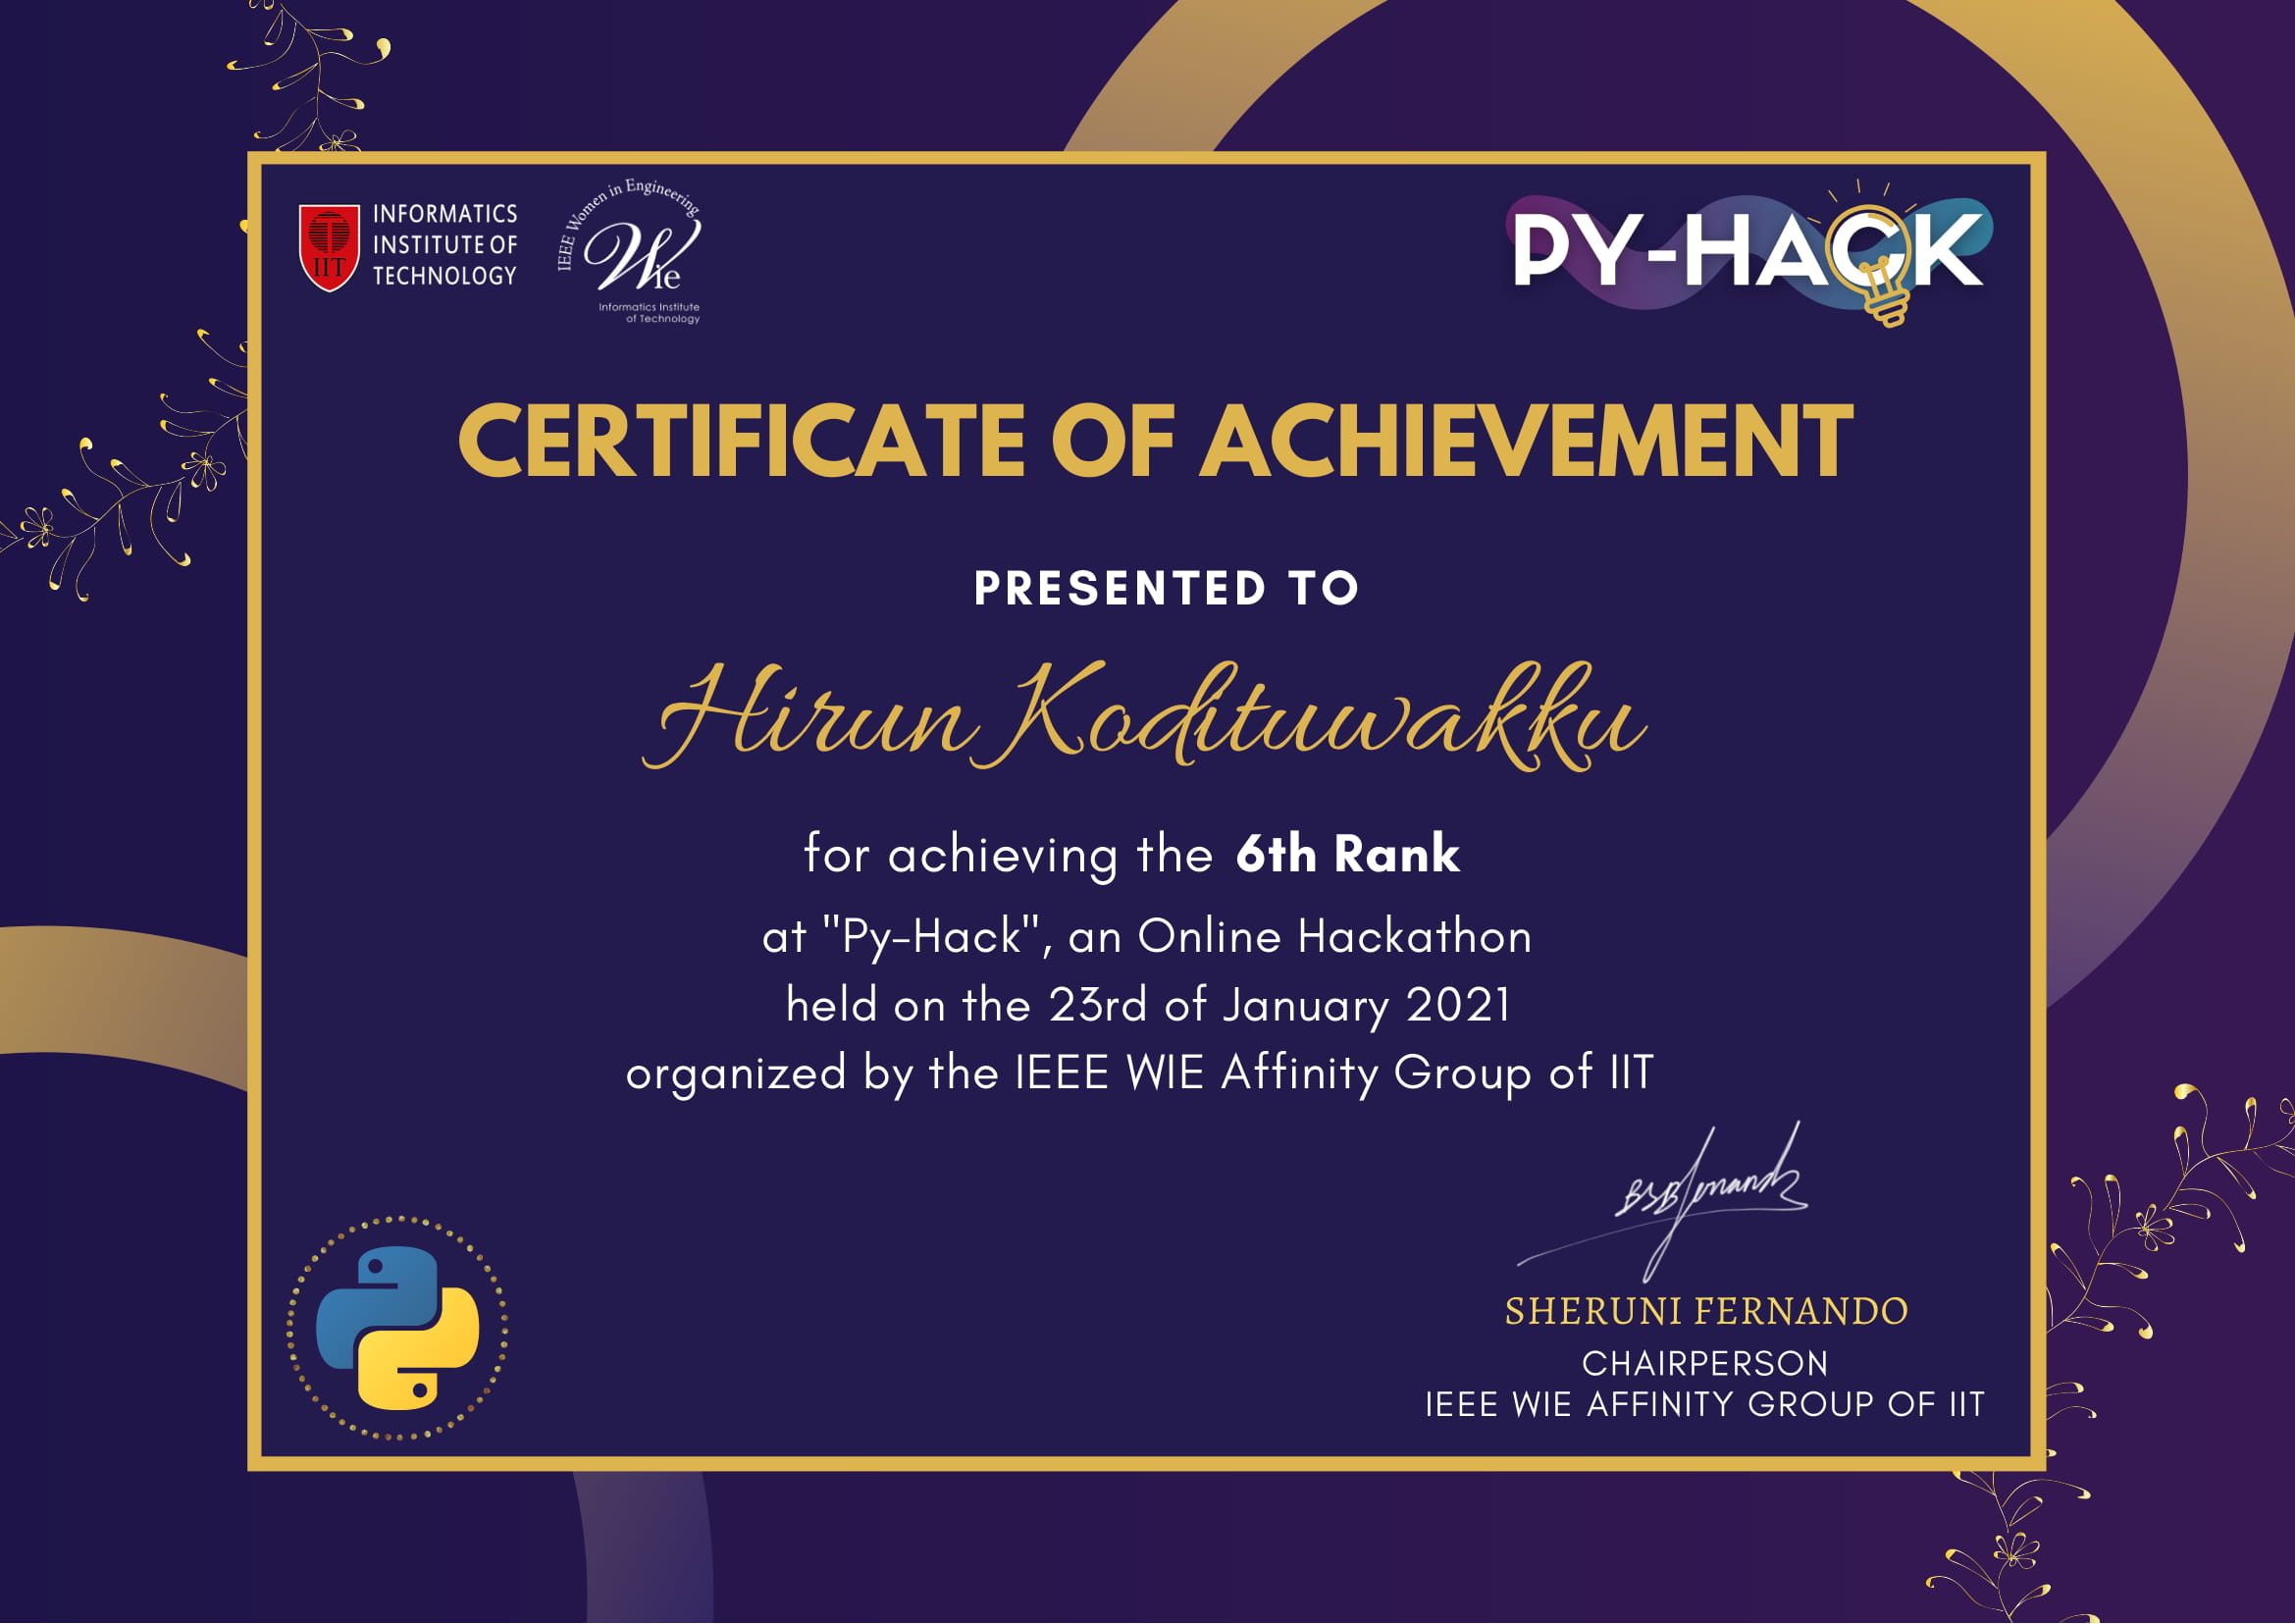 INFORMATICS
INSTITUTE OF
TECHNOLOGY
IIT
IEEE Women in Engineering
Wie
Informatics Institute
of Technology
PY-HACK
CERTIFICATE OF ACHIEVEMENT
PRESENTED TO
Hirun Kodituwakku
for achieving the 6th Rank
at "Py-Hack", an Online Hackathon
held on the 23rd of January 2021
organized by the IEEE WIE Affinity Group of IIT
SHERUNI FERNANDO
CHAIRPERSON
IEEE WIE AFFINITY GROUP OF IIT